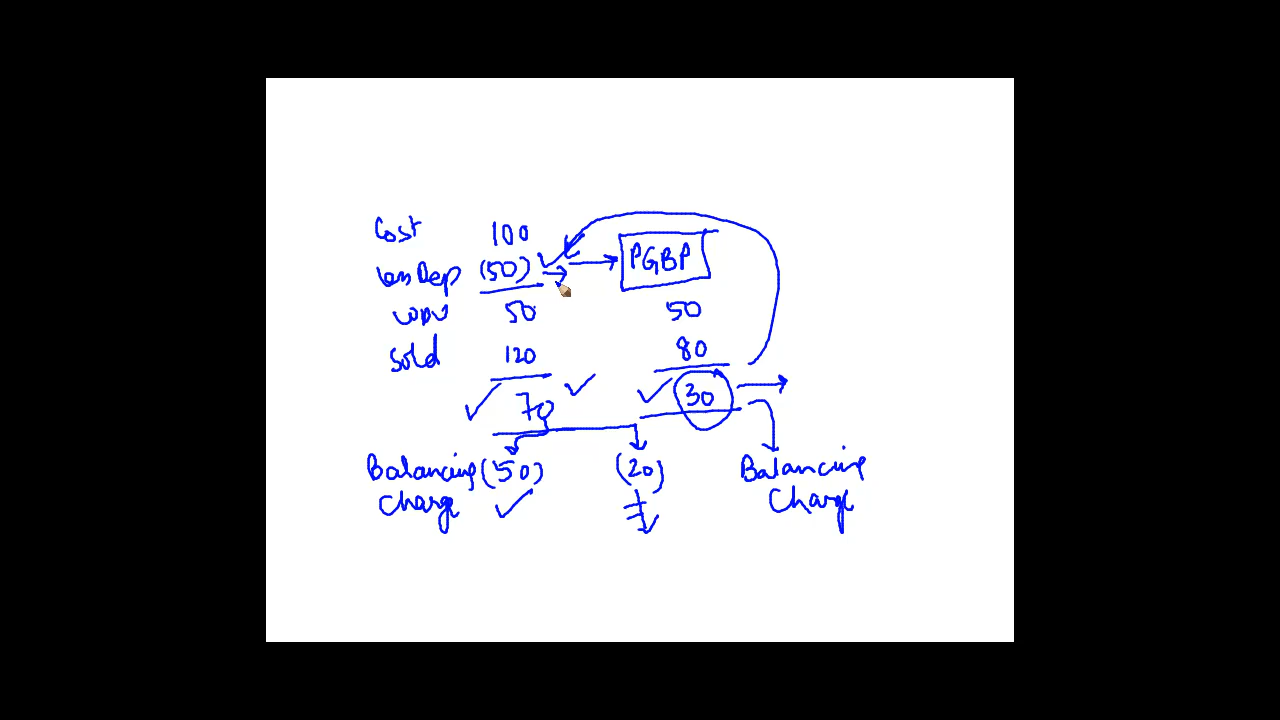 Cost 100
Less Dep (50) PGBP
WDV 50 50
Sold 120 80
70 30
Balancing (50) (20) Balancing
Charge Charge